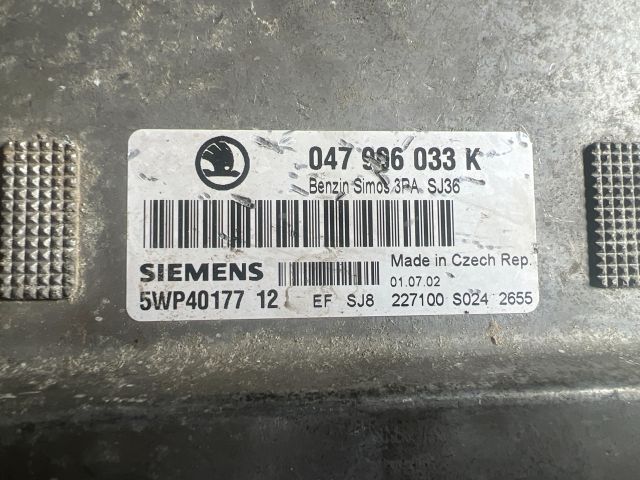 047 906 033 K
Benzin Simos 3PA SJ36
SIEMENS
Made in Czech Rep.
01.07.02
5WP40177 12 EF SJ8 227100 S024 2655